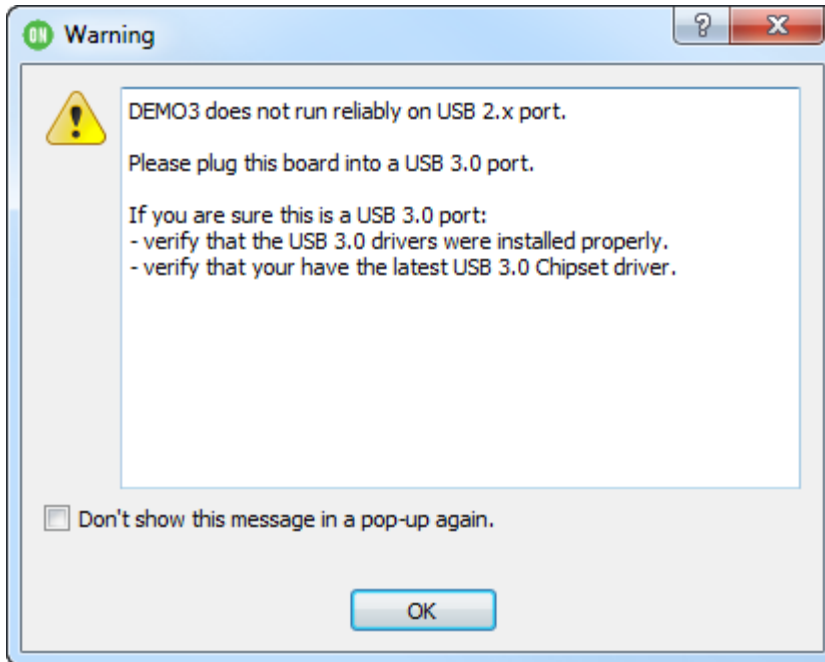 ON Warning
DEMO3 does not run reliably on USB 2.x port.
Please plug this board into a USB 3.0 port.
If you are sure this is a USB 3.0 port:
- verify that the USB 3.0 drivers were installed properly.
- verify that your have the latest USB 3.0 Chipset driver.
Don't show this message in a pop-up again.
OK